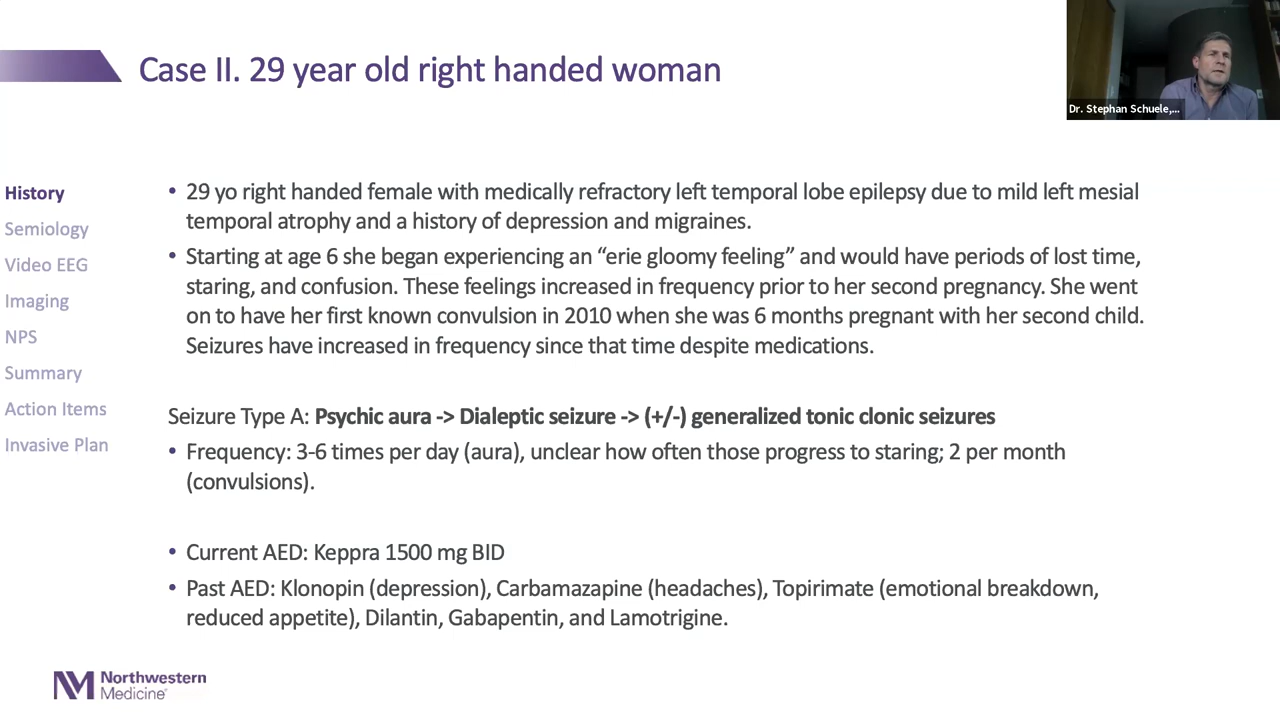 Case II. 29 year old right handed woman
Dr. Stephan Schuele,...
History
Semiology
Video EEG
Imaging
NPS
Summary
Action Items
Invasive Plan
• 29 yo right handed female with medically refractory left temporal lobe epilepsy due to mild left mesial
temporal atrophy and a history of depression and migraines.
• Starting at age 6 she began experiencing an “erie gloomy feeling” and would have periods of lost time,
staring, and confusion. These feelings increased in frequency prior to her second pregnancy. She went
on to have her first known convulsion in 2010 when she was 6 months pregnant with her second child.
Seizures have increased in frequency since that time despite medications.
Seizure Type A: Psychic aura -> Dialeptic seizure -> (+/-) generalized tonic clonic seizures
• Frequency: 3-6 times per day (aura), unclear how often those progress to staring; 2 per month
(convulsions).
• Current AED: Keppra 1500 mg BID
• Past AED: Klonopin (depression), Carbamazapine (headaches), Topirimate (emotional breakdown,
reduced appetite), Dilantin, Gabapentin, and Lamotrigine.
NM Northwestern
Medicine®